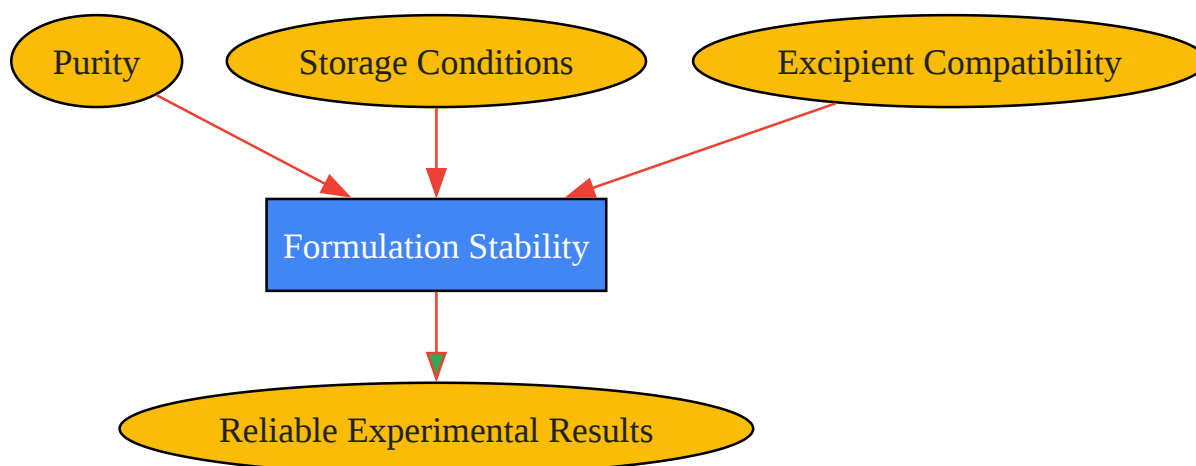 Purity
Storage Conditions
Excipient Compatibility
Formulation Stability
Reliable Experimental Results